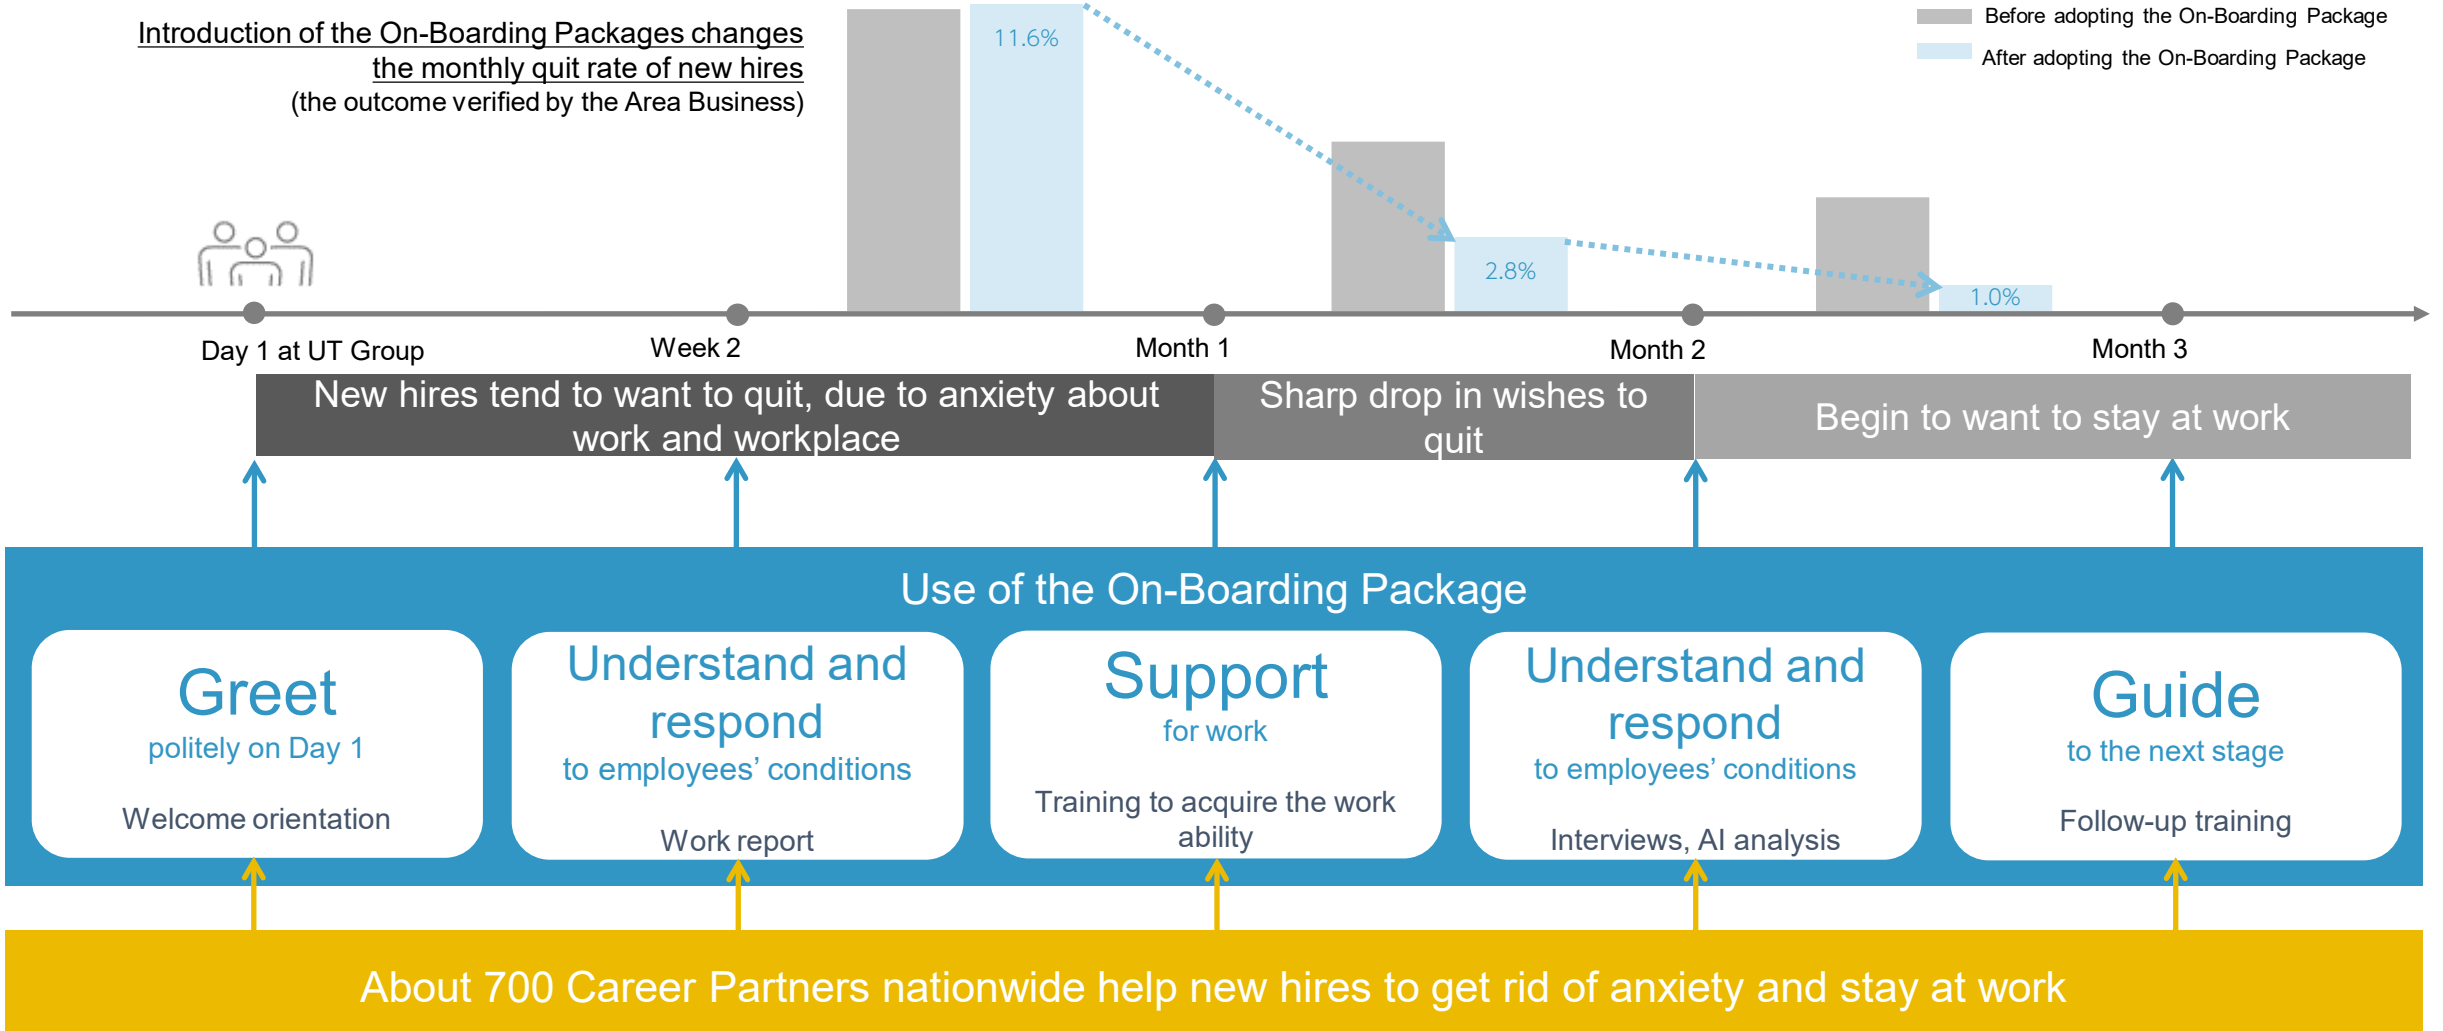 Introduction of the On-Boarding Packages changes
the monthly quit rate of new hires
(the outcome verified by the Area Business)
Before adopting the On-Boarding Package
After adopting the On-Boarding Package
11.6%
2.8%
1.0%
Day 1 at UT Group
Week 2
Month 1
Month 2
Month 3
New hires tend to want to quit, due to anxiety about
work and workplace
Sharp drop in wishes to
quit
Begin to want to stay at work
Use of the On-Boarding Package
Greet
politely on Day 1
Welcome orientation
Understand and
respond
to employees’ conditions
Work report
Support
for work
Training to acquire the work
ability
Understand and
respond
to employees’ conditions
Interviews, AI analysis
Guide
to the next stage
Follow-up training
About 700 Career Partners nationwide help new hires to get rid of anxiety and stay at work